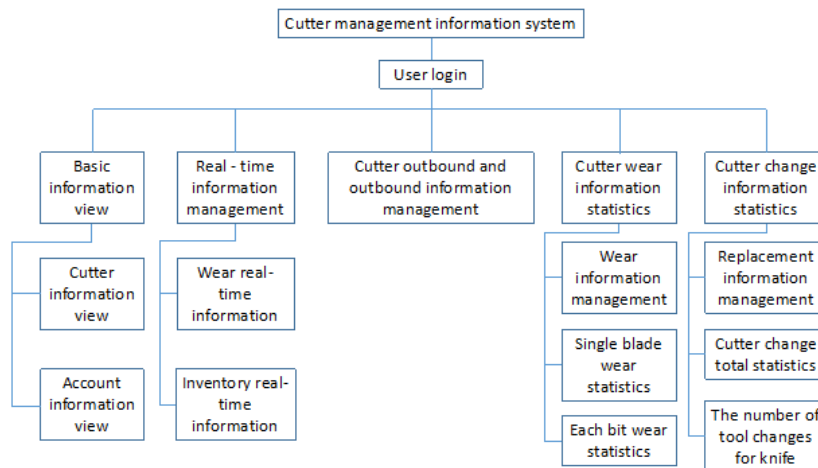 Cutter management information system
User login
Basic
information
view
Real - time
information
management
Cutter outbound and
outbound information
management
Cutter wear
information
statistics
Cutter change
information
statistics
Cutter
information
view
Wear real-
time
information
Wear
information
management
Replacement
information
management
Single blade
wear
statistics
Cutter change
total statistics
Account
information
view
Inventory real-
time
information
Each bit wear
statistics
The number of
tool changes
for knife